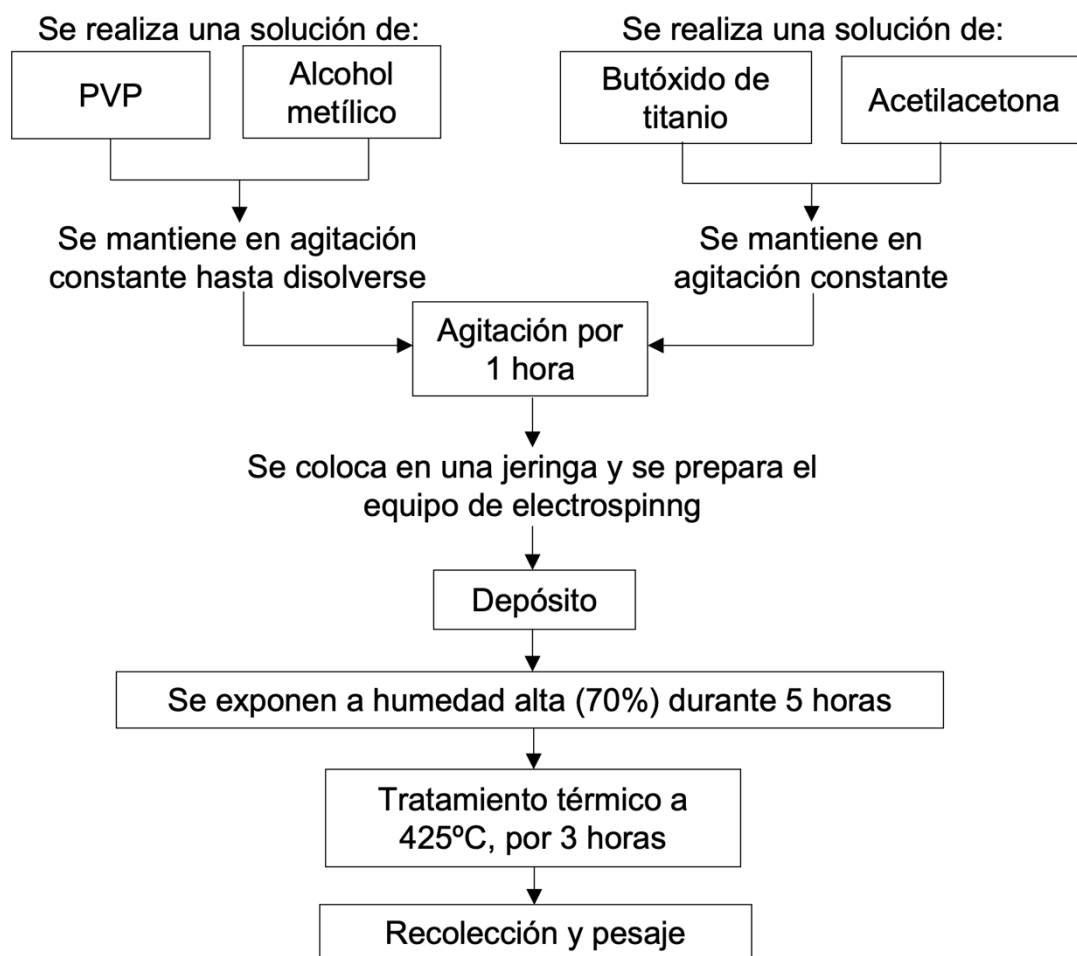 Se realiza una solución de:
PVP
Alcohol
metílico
Se mantiene en agitación
constante hasta disolverse
Se realiza una solución de:
Butóxido de
titanio
Acetilacetona
Se mantiene en
agitación constante
Agitación por
1 hora
Se coloca en una jeringa y se prepara el
equipo de electrospinng
Depósito
Se exponen a humedad alta (70%) durante 5 horas
Tratamiento térmico a
425ºC, por 3 horas
Recolección y pesaje